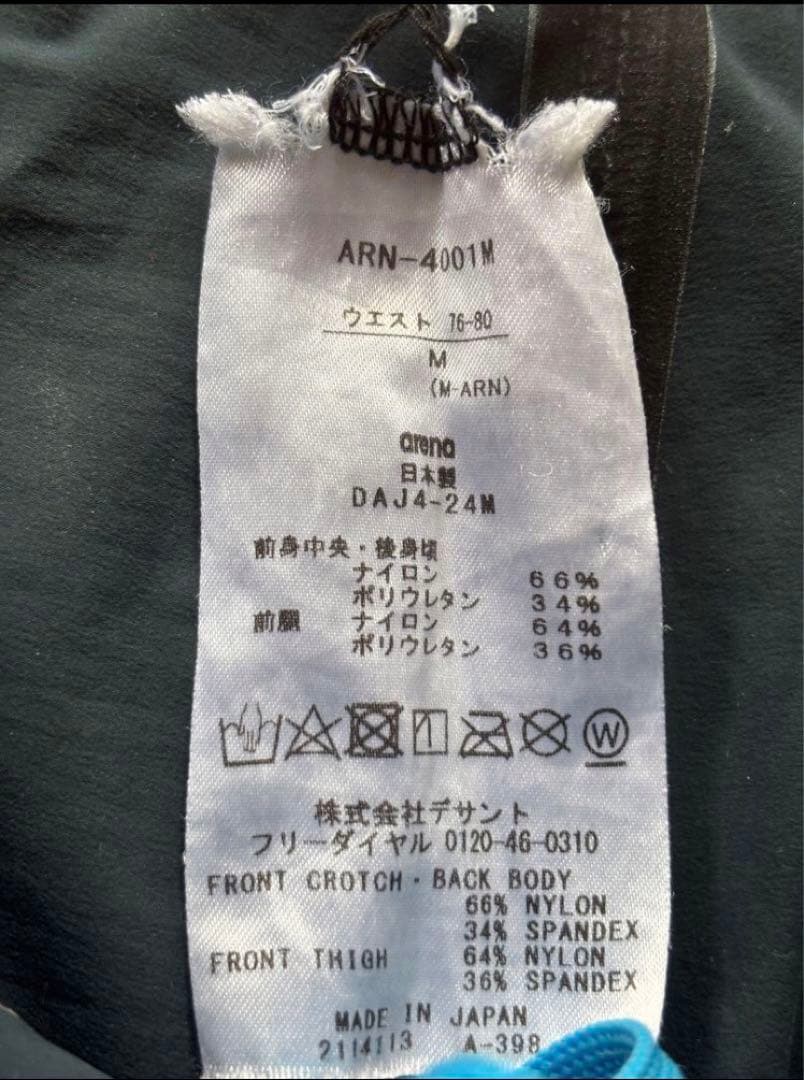 ARN-4001M
ウエスト 76-80
M
(M-ARN)
arena
日本製
DAJ4-24M
前身中央・後身頃
ナイロン 66%
ポリウレタン 34%
前腿 ナイロン 64%
ポリウレタン 36%
W
株式会社デサント
フリーダイヤル 0120-46-0310
FRONT CROTCH・BACK BODY
66% NYLON
34% SPANDEX
FRONT THIGH 64% NYLON
36% SPANDEX
MADE IN JAPAN
2114113 A-398